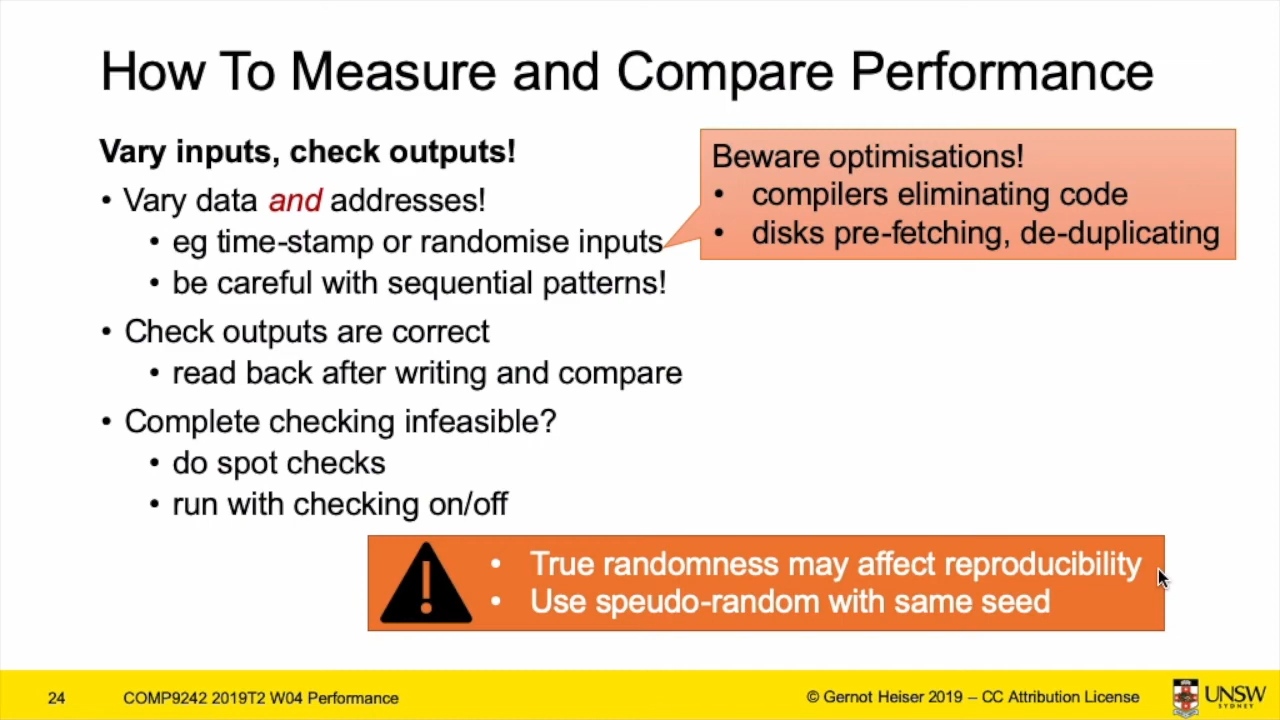 How To Measure and Compare Performance
Vary inputs, check outputs!
• Vary data and addresses!
• eg time-stamp or randomise inputs
• be careful with sequential patterns!
• Check outputs are correct
• read back after writing and compare
• Complete checking infeasible?
• do spot checks
• run with checking on/off
Beware optimisations!
• compilers eliminating code
• disks pre-fetching, de-duplicating
• True randomness may affect reproducibility
• Use speudo-random with same seed
24 COMP9242 2019T2 W04 Performance
© Gernot Heiser 2019 – CC Attribution License
UNSW
SYDNEY